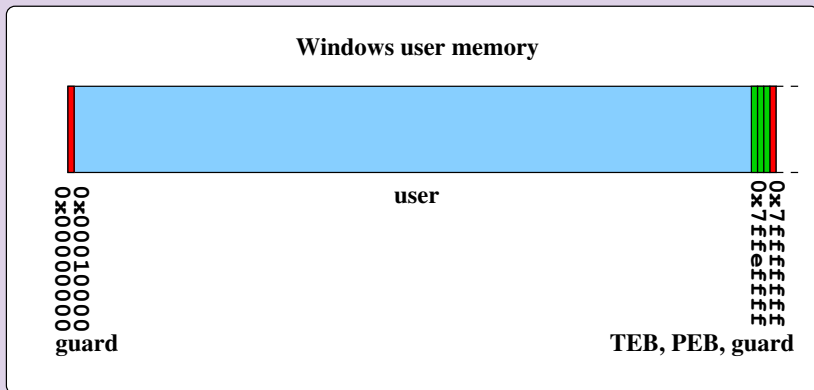 Windows user memory
user
0x00000000
0x00010000
0x7ffeffff
0x7fffffff
guard
TEB, PEB, guard